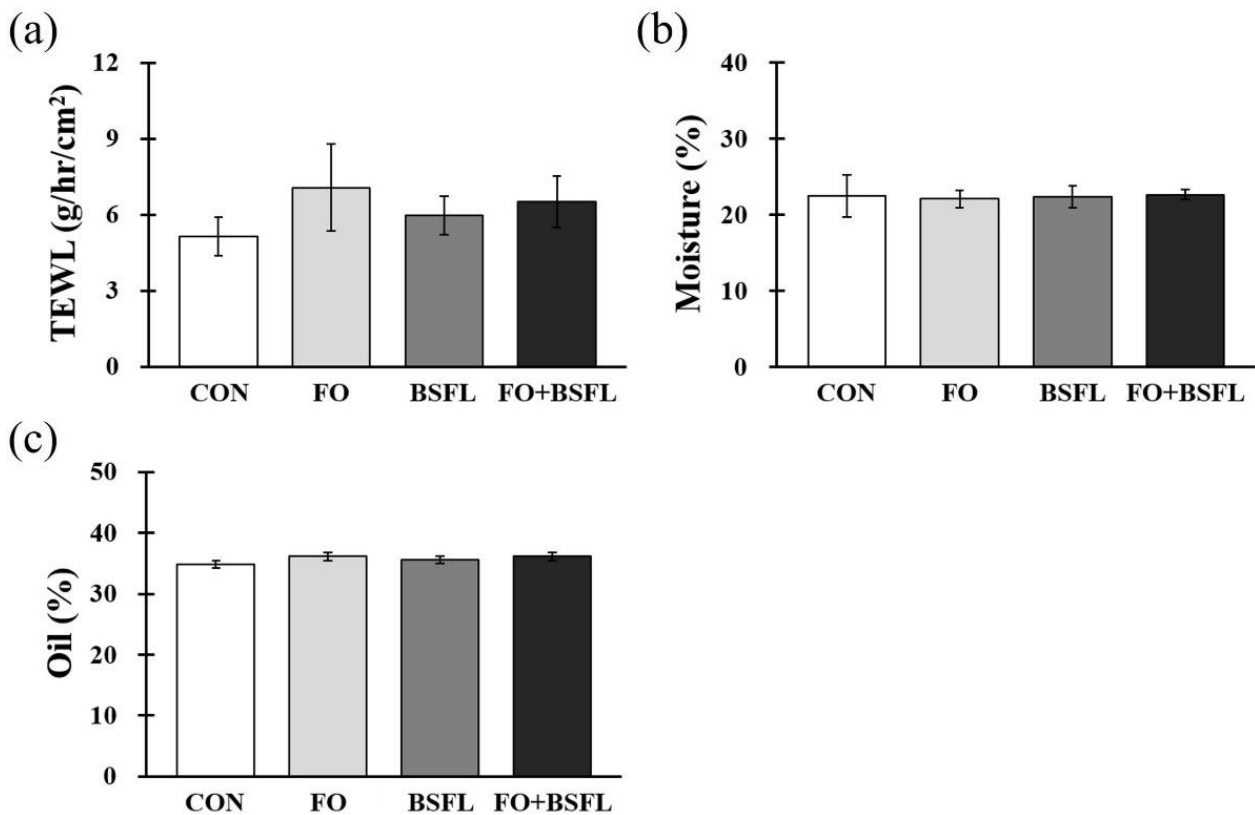 (a)
TEWL (g/hr/cm²)
12
9
6
3
0
CON FO BSFL FO+BSFL
(b)
Moisture (%)
40
30
20
10
0
CON FO BSFL FO+BSFL
(c)
Oil (%)
50
40
30
20
10
0
CON FO BSFL FO+BSFL